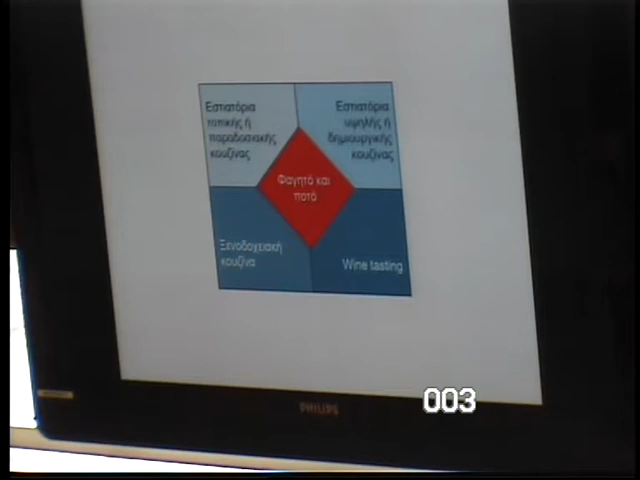 Εστιατόρια
τοπικής ή
παραδοσιακής
κουζίνας
Εστιατόρια
υψηλής ή
δημιουργικής
κουζίνας
Φαγητό και
ποτό
Ξενοδοχειακή
κουζίνα
Wine tasting
PHILIPS
003